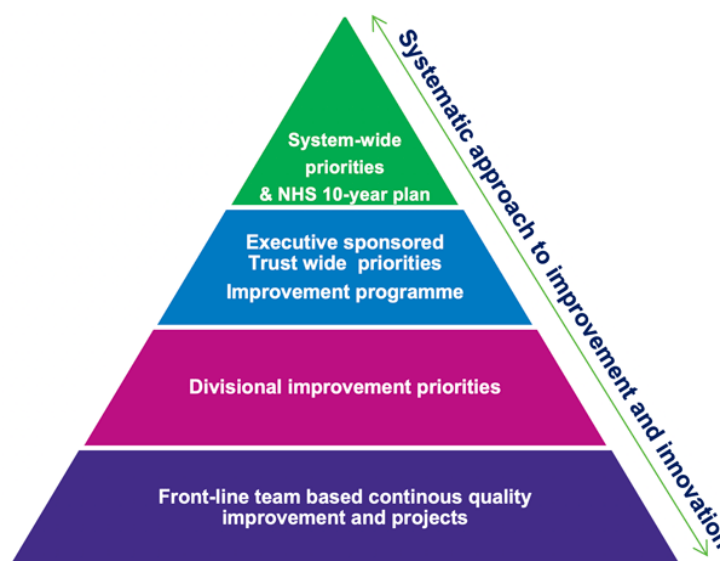 System-wide
priorities
& NHS 10-year plan
Executive sponsored
Trust wide priorities
Improvement programme
Divisional improvement priorities
Front-line team based continous quality
improvement and projects
Systematic approach to improvement and innovation